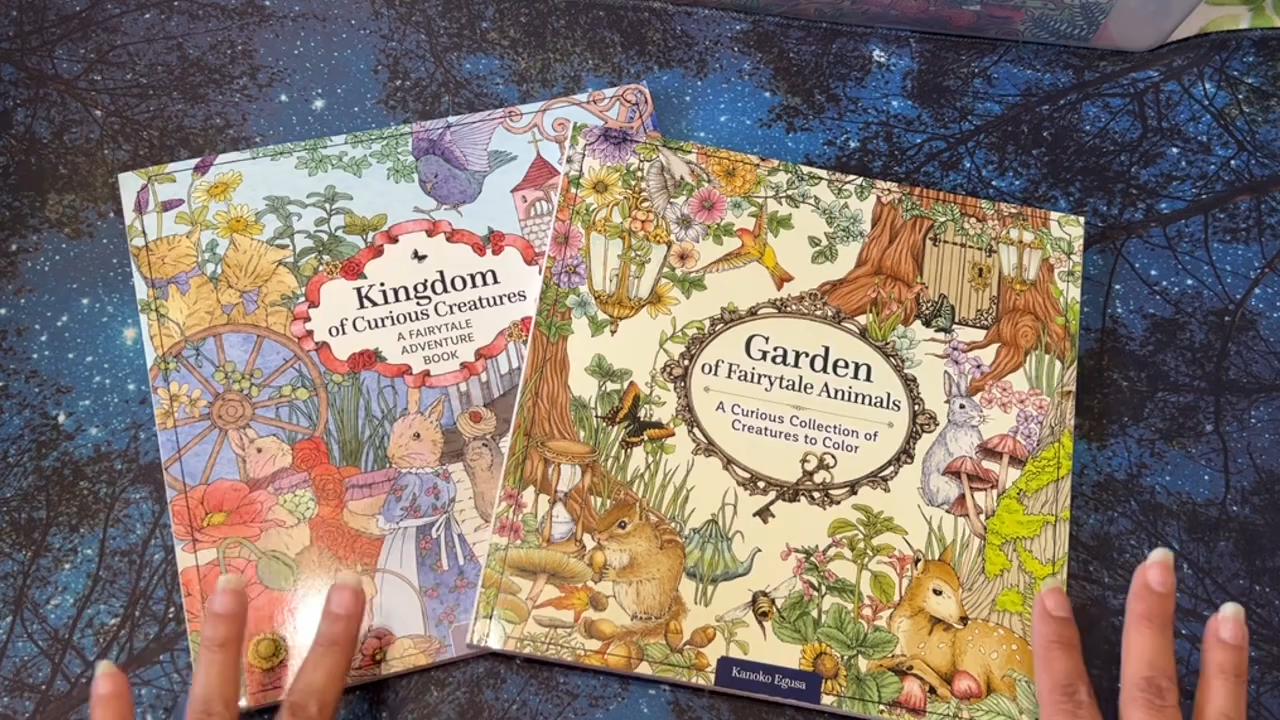 Kingdom
of Curious Creatures
A FAIRYTALE
ADVENTURE
BOOK
Garden
of Fairytale Animals
A Curious Collection of
Creatures to Color
Kanoko Egusa